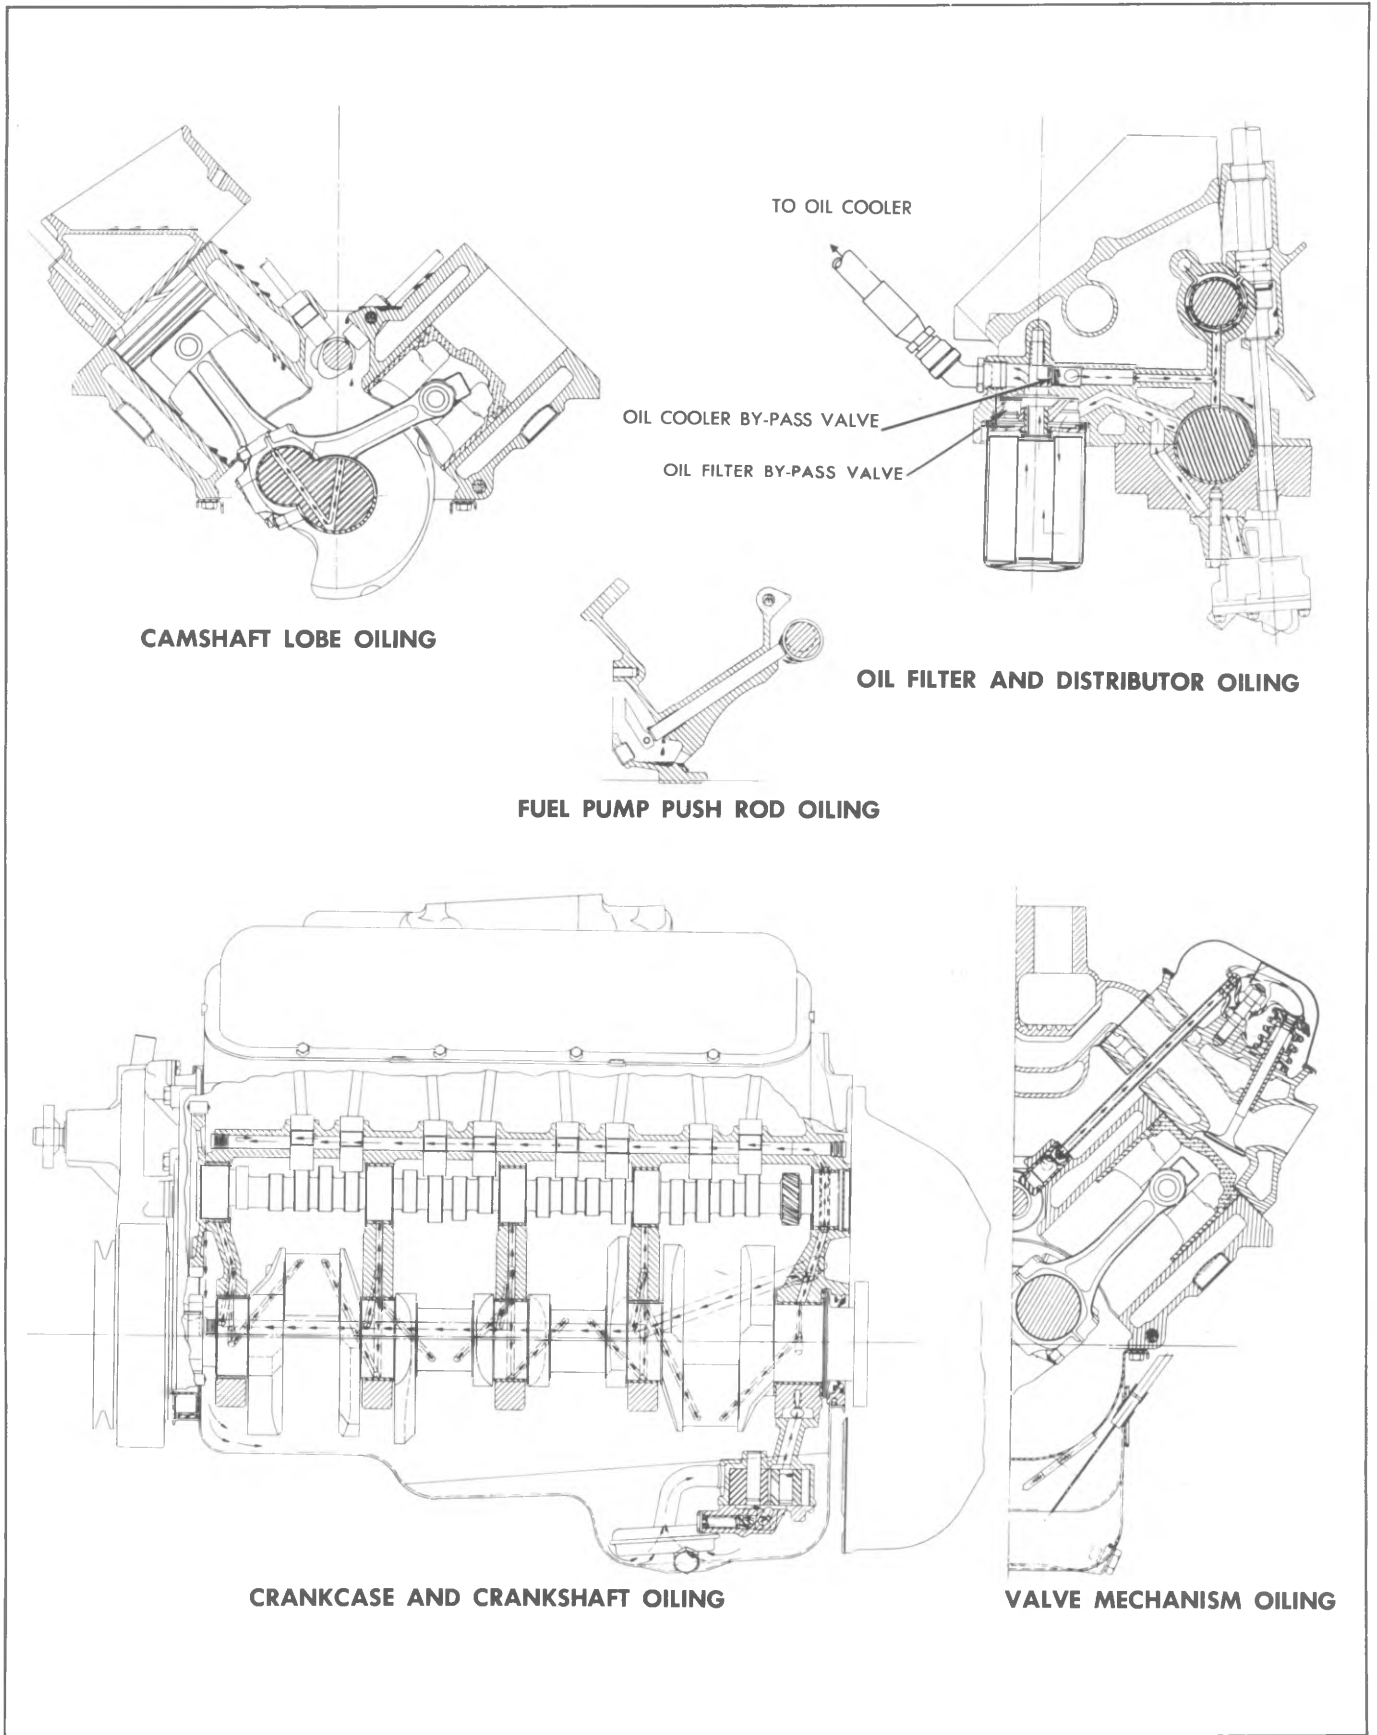 TO OIL COOLER
OIL COOLER BY-PASS VALVE
OIL FILTER BY-PASS VALVE
CAMSHAFT LOBE OILING
OIL FILTER AND DISTRIBUTOR OILING
FUEL PUMP PUSH ROD OILING
CRANKCASE AND CRANKSHAFT OILING
VALVE MECHANISM OILING